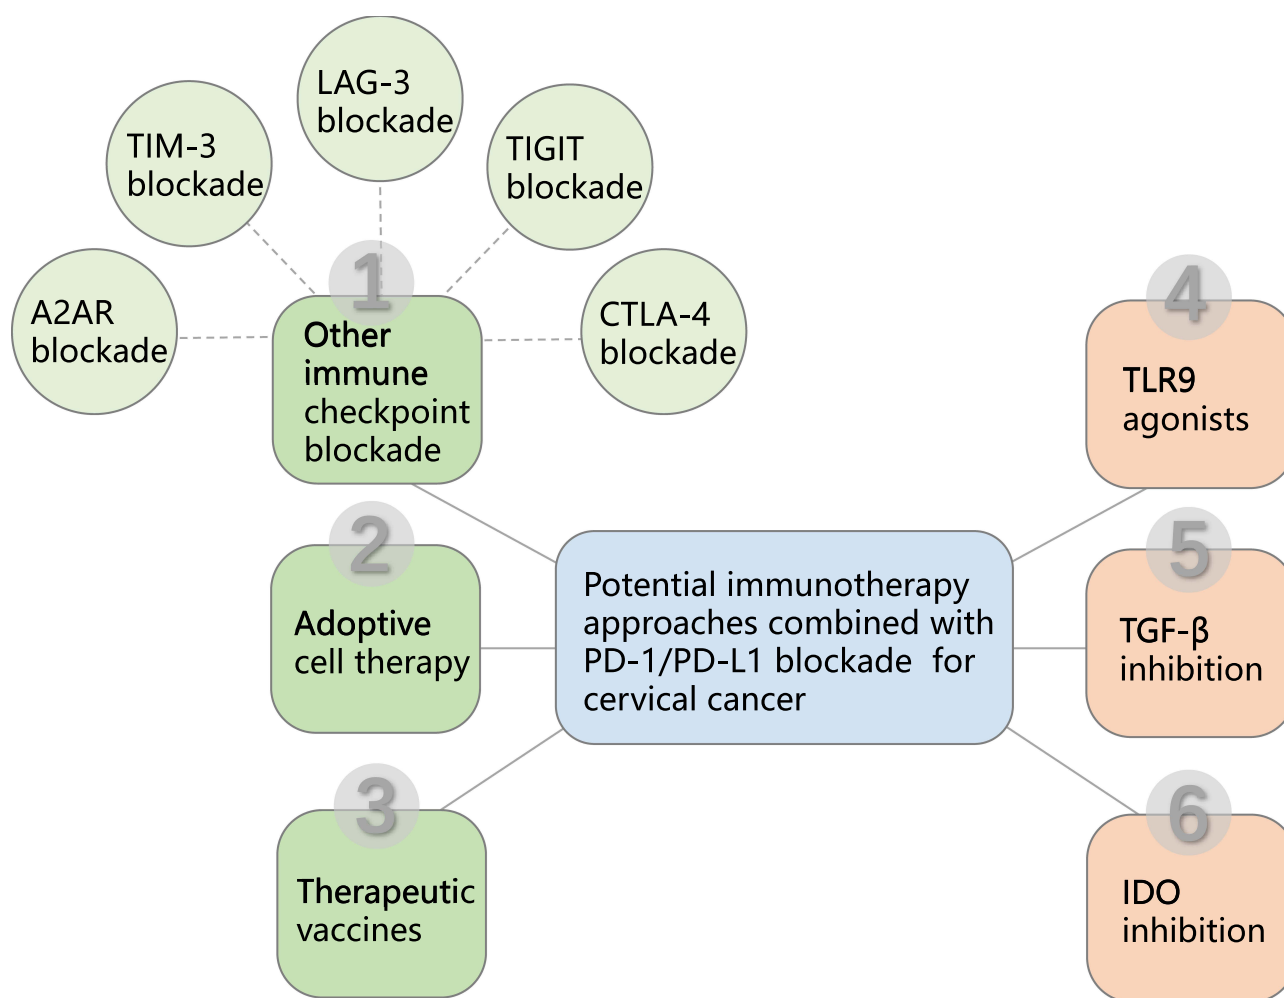 LAG-3
blockade
TIM-3
blockade
TIGIT
blockade
A2AR
blockade
CTLA-4
blockade
1
Other
immune
checkpoint
blockade
2
Adoptive
cell therapy
3
Therapeutic
vaccines
Potential immunotherapy
approaches combined with
PD-1/PD-L1 blockade  for
cervical cancer
4
TLR9
agonists
5
TGF-β
inhibition
6
IDO
inhibition